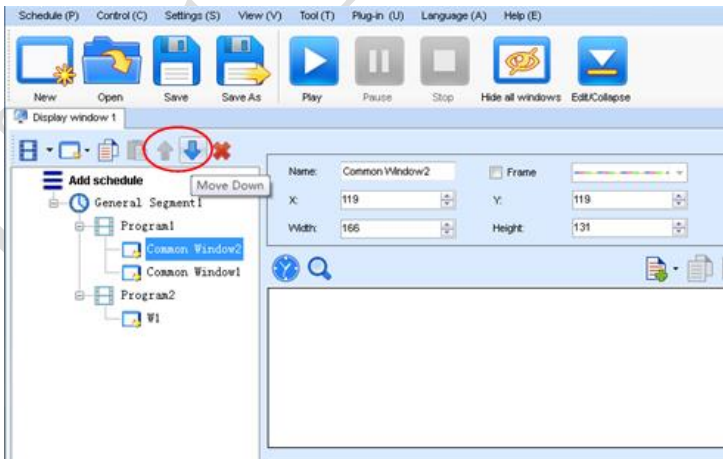 Schedule (P) Control (C) Settings (S) View (V) Tool (T) Plug-in (U) Language (A) Help (E)
New Open Save Save As Play Pause Stop Hide all windows Edit/Collapse
Display window 1
Move Down
Add schedule
General Segment1
Program1
Common Window2
Common Window1
Program2
W1
Name: Common Window2 Frame
X: 119 Y: 119
Width: 166 Height: 131